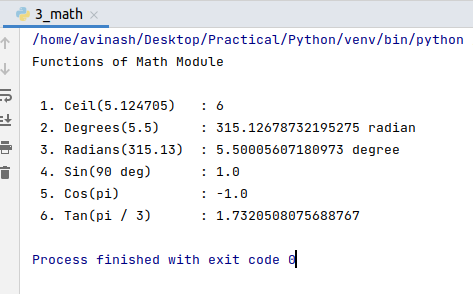 3_math
/home/avinash/Desktop/Practical/Python/venv/bin/python
Functions of Math Module
1. Ceil(5.124705)   : 6
2. Degrees(5.5)     : 315.12678732195275 radian
3. Radians(315.13)  : 5.50005607180973 degree
4. Sin(90 deg)      : 1.0
5. Cos(pi)          : -1.0
6. Tan(pi / 3)      : 1.7320508075688767
Process finished with exit code 0